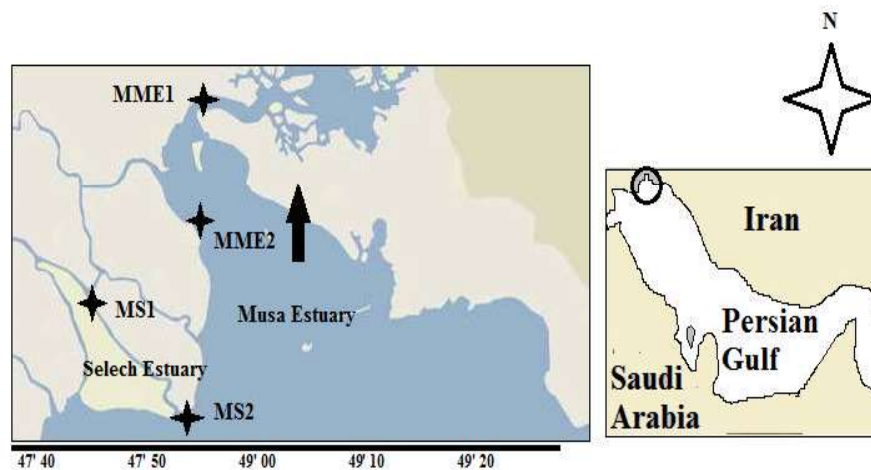 N
MME1
MME2
MS1
Musa Estuary
Selech Estuary
MS2
47' 40 47' 50 49' 00 49' 10 49' 20
Iran
Persian
Gulf
Saudi
Arabia